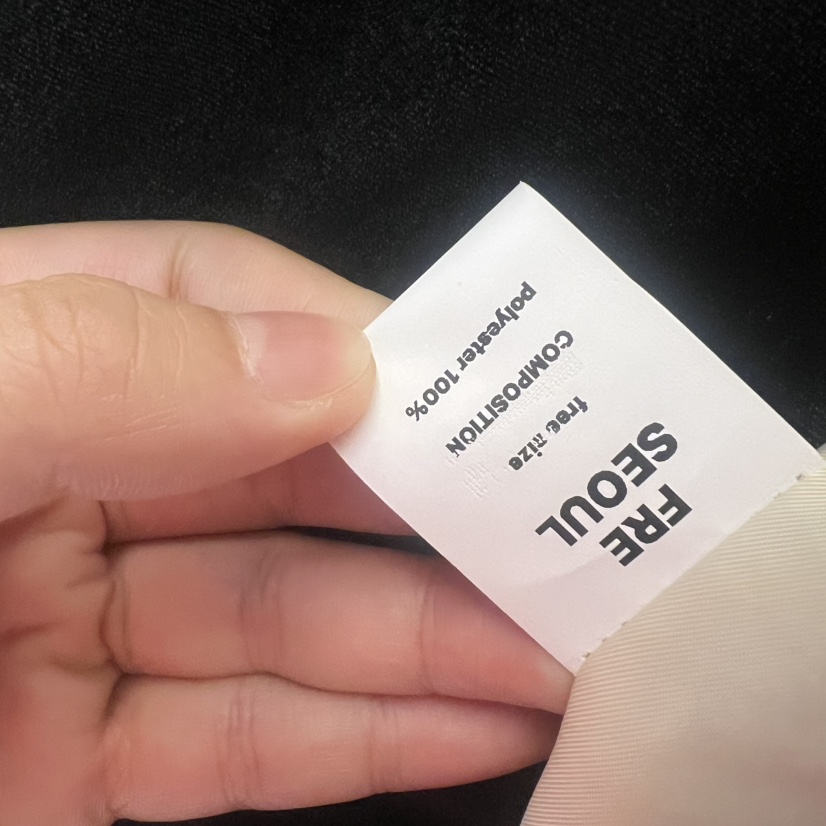 FRE
SEOUL
free size
COMPOSITION
polyester 100%